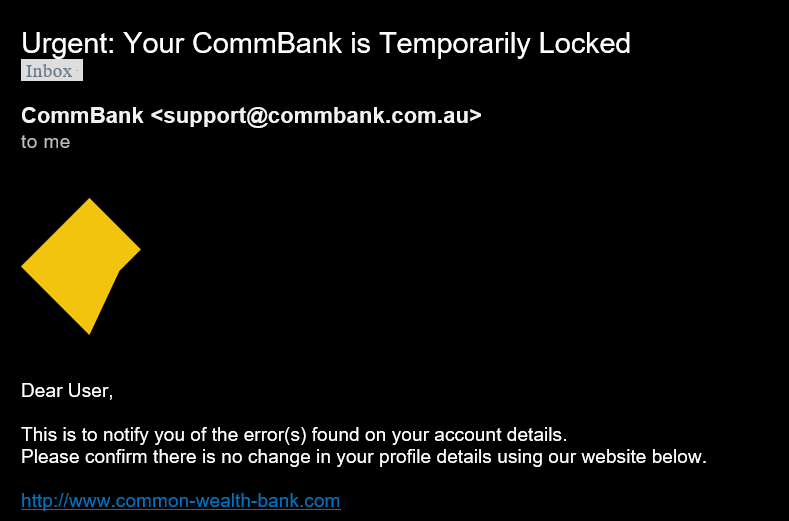 Urgent: Your CommBank is Temporarily Locked
Inbox
CommBank <support@commbank.com.au>
to me
Dear User,
This is to notify you of the error(s) found on your account details.
Please confirm there is no change in your profile details using our website below.
http://www.common-wealth-bank.com